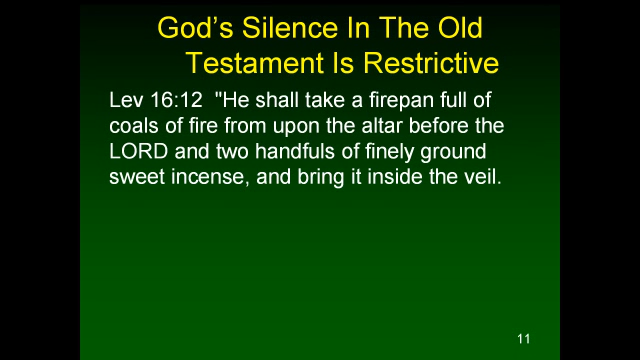 God’s Silence In The Old
Testament Is Restrictive
Lev 16:12 "He shall take a firepan full of
coals of fire from upon the altar before the
LORD and two handfuls of finely ground
sweet incense, and bring it inside the veil.
11